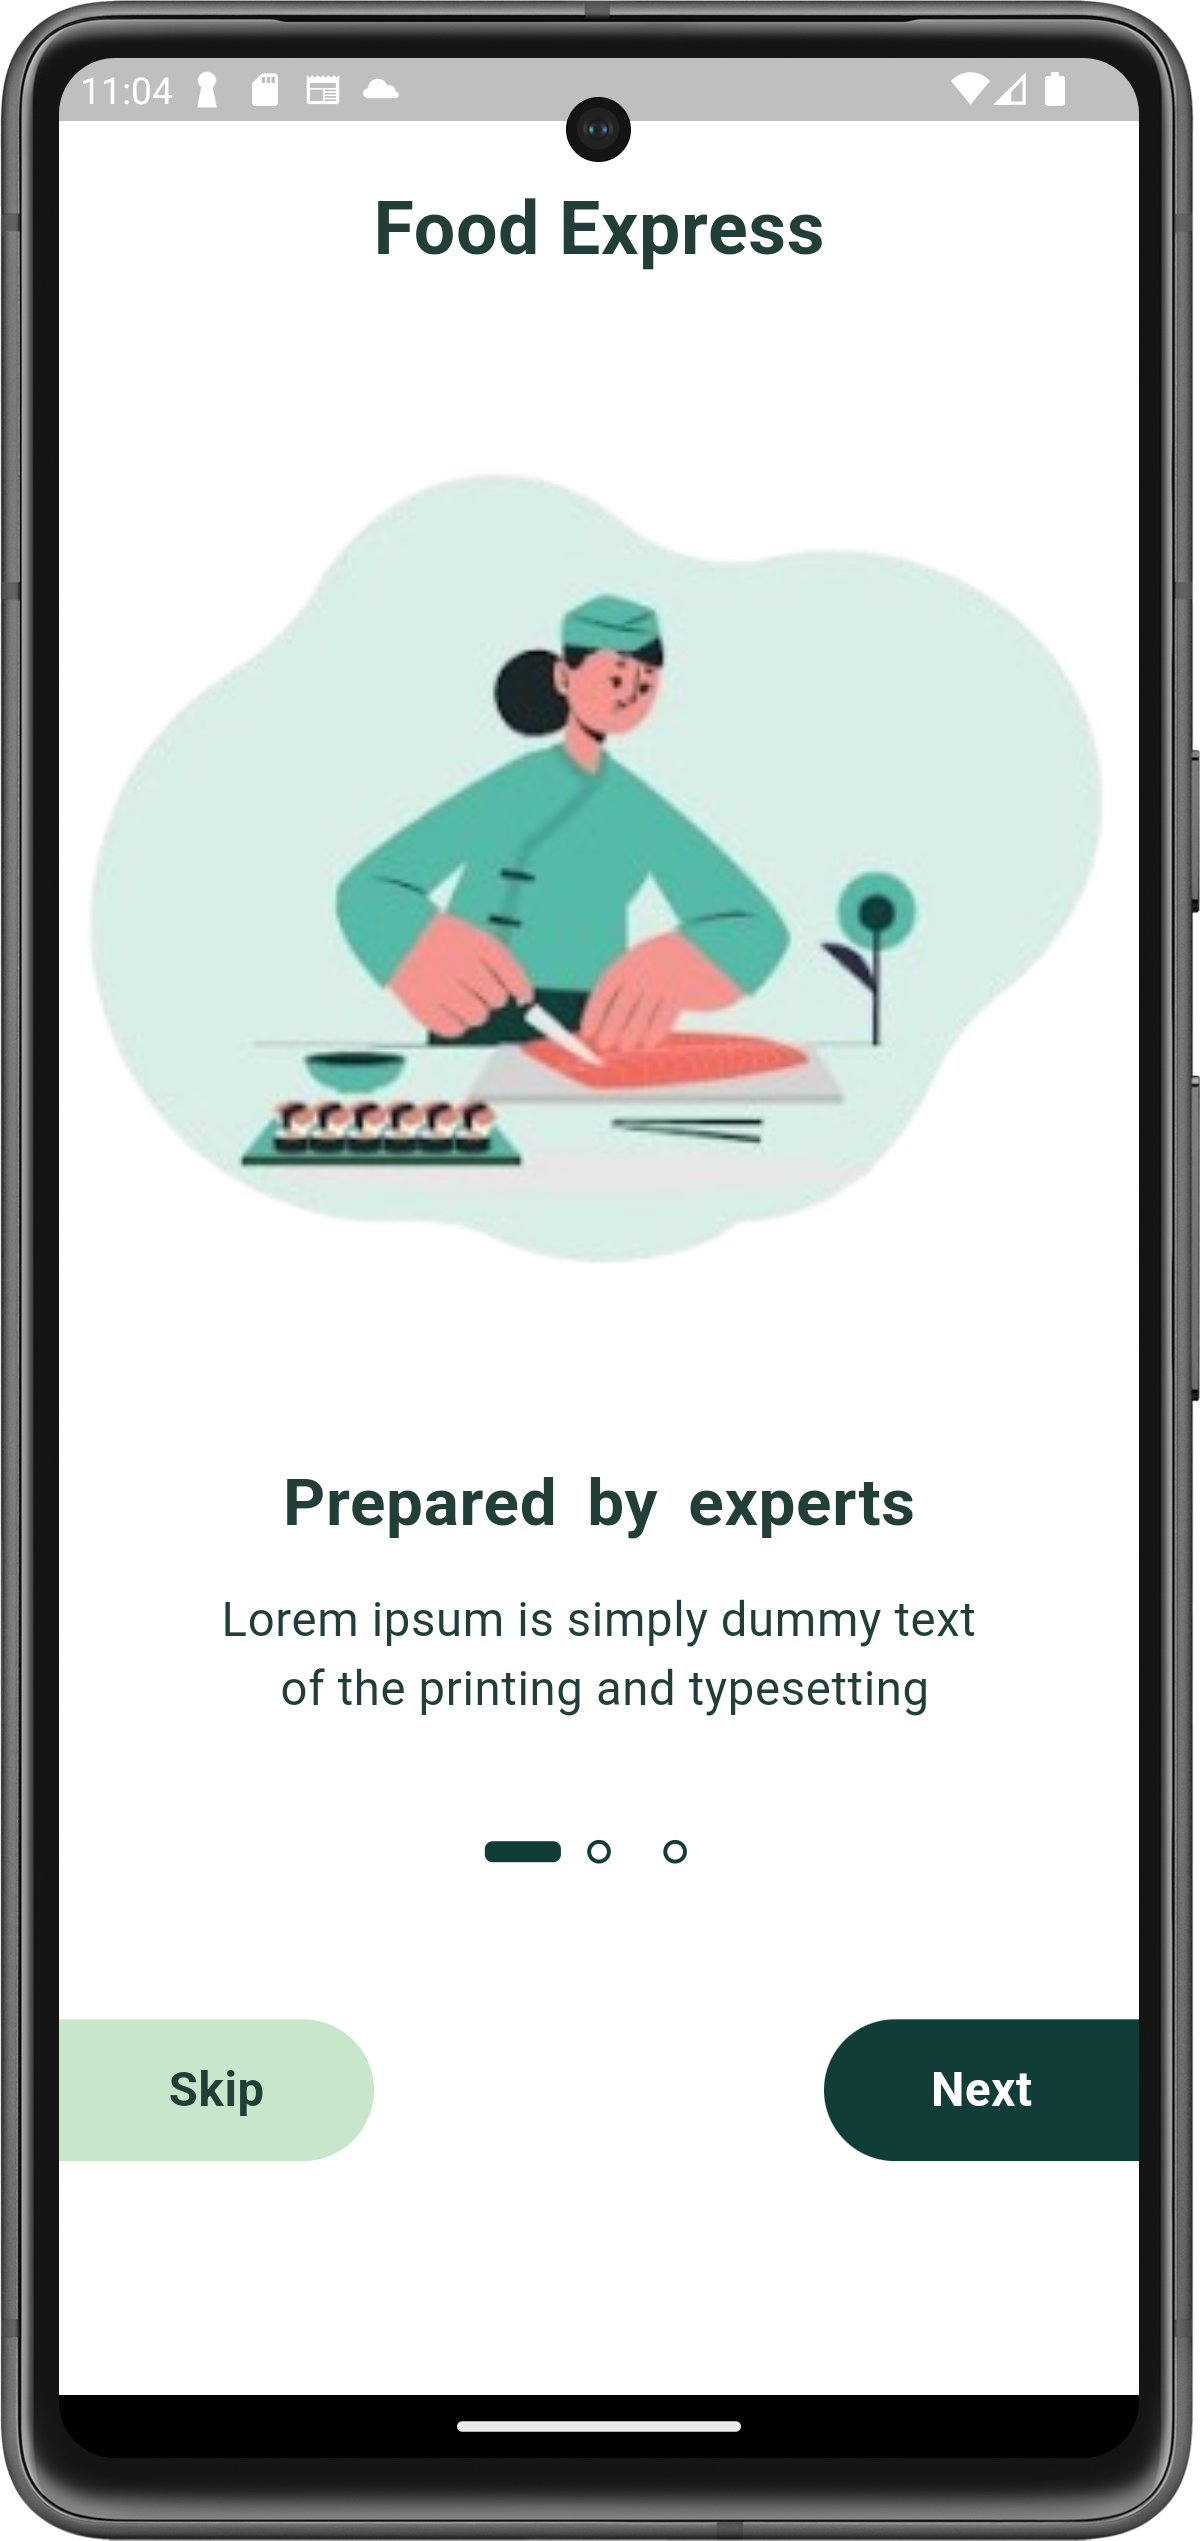 11:04
Food Express
Prepared by experts
Lorem ipsum is simply dummy text
of the printing and typesetting
Skip
Next